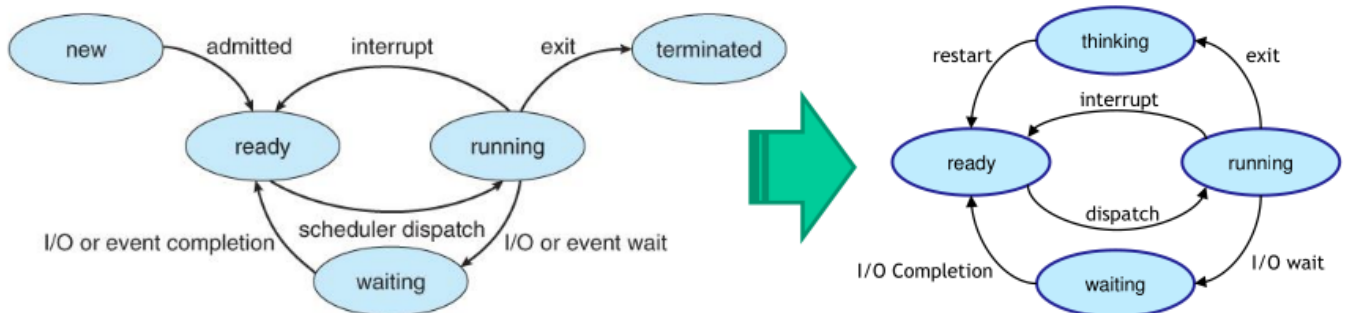 new
admitted
interrupt
exit
terminated
ready
running
scheduler dispatch
I/O or event completion
I/O or event wait
waiting
thinking
restart
exit
interrupt
ready
running
dispatch
I/O Completion
I/O wait
waiting